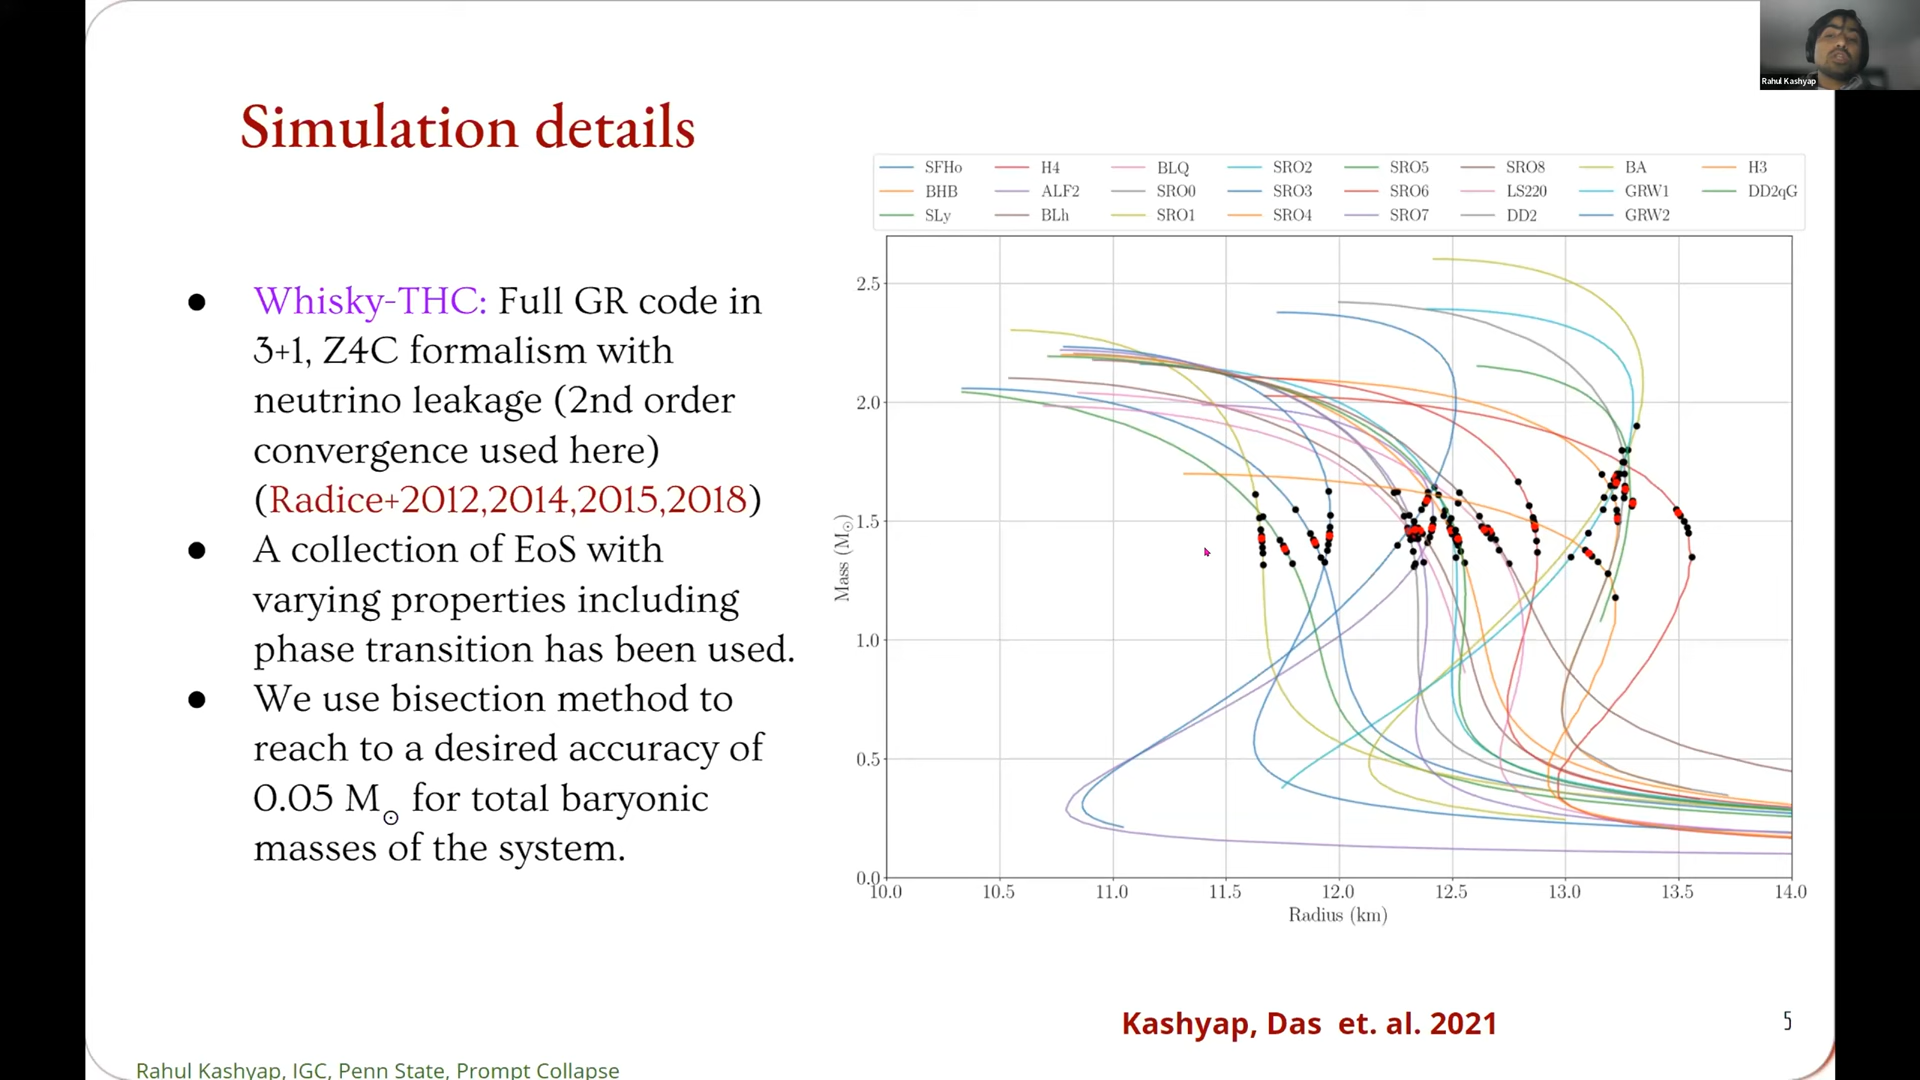 Rahul Kashyap
Simulation details
● Whisky-THC: Full GR code in
3+1, Z4C formalism with
neutrino leakage (2nd order
convergence used here)
(Radice+2012,2014,2015,2018)
● A collection of EoS with
varying properties including
phase transition has been used.
● We use bisection method to
reach to a desired accuracy of
0.05 M⊙ for total baryonic
masses of the system.
SFHo H4 BLQ SRO2 SRO5 SRO8 BA H3
BHB ALF2 SRO0 SRO3 SRO6 LS220 GRW1 DD2qG
SLy BLh SRO1 SRO4 SRO7 DD2 GRW2
2.5
2.0
1.5
1.0
0.5
0.0
Mass (M⊙)
10.0 10.5 11.0 11.5 12.0 12.5 13.0 13.5 14.0
Radius (km)
Kashyap, Das et. al. 2021
5
Rahul Kashyap, IGC, Penn State, Prompt Collapse